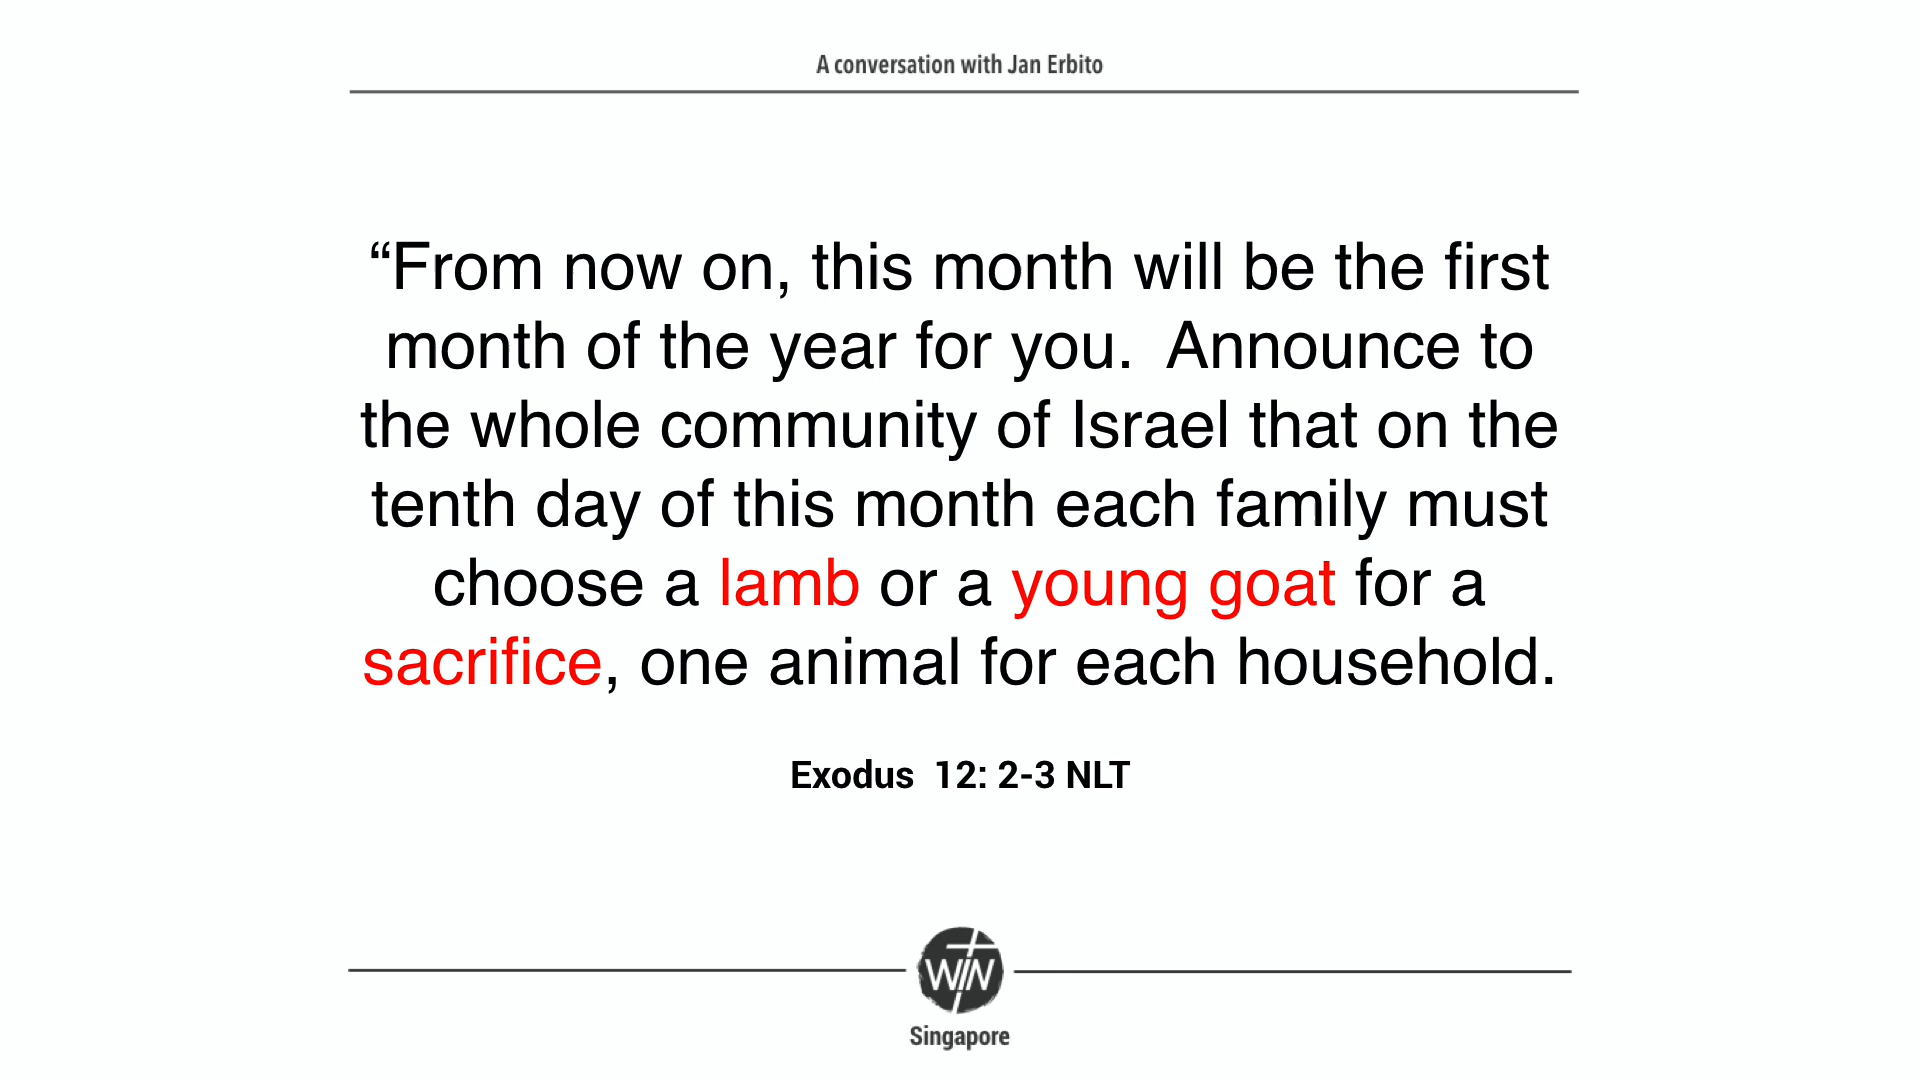 A conversation with Jan Erbito
“From now on, this month will be the first
month of the year for you.  Announce to
the whole community of Israel that on the
tenth day of this month each family must
choose a lamb or a young goat for a
sacrifice, one animal for each household.
Exodus  12: 2-3 NLT
WIN
Singapore